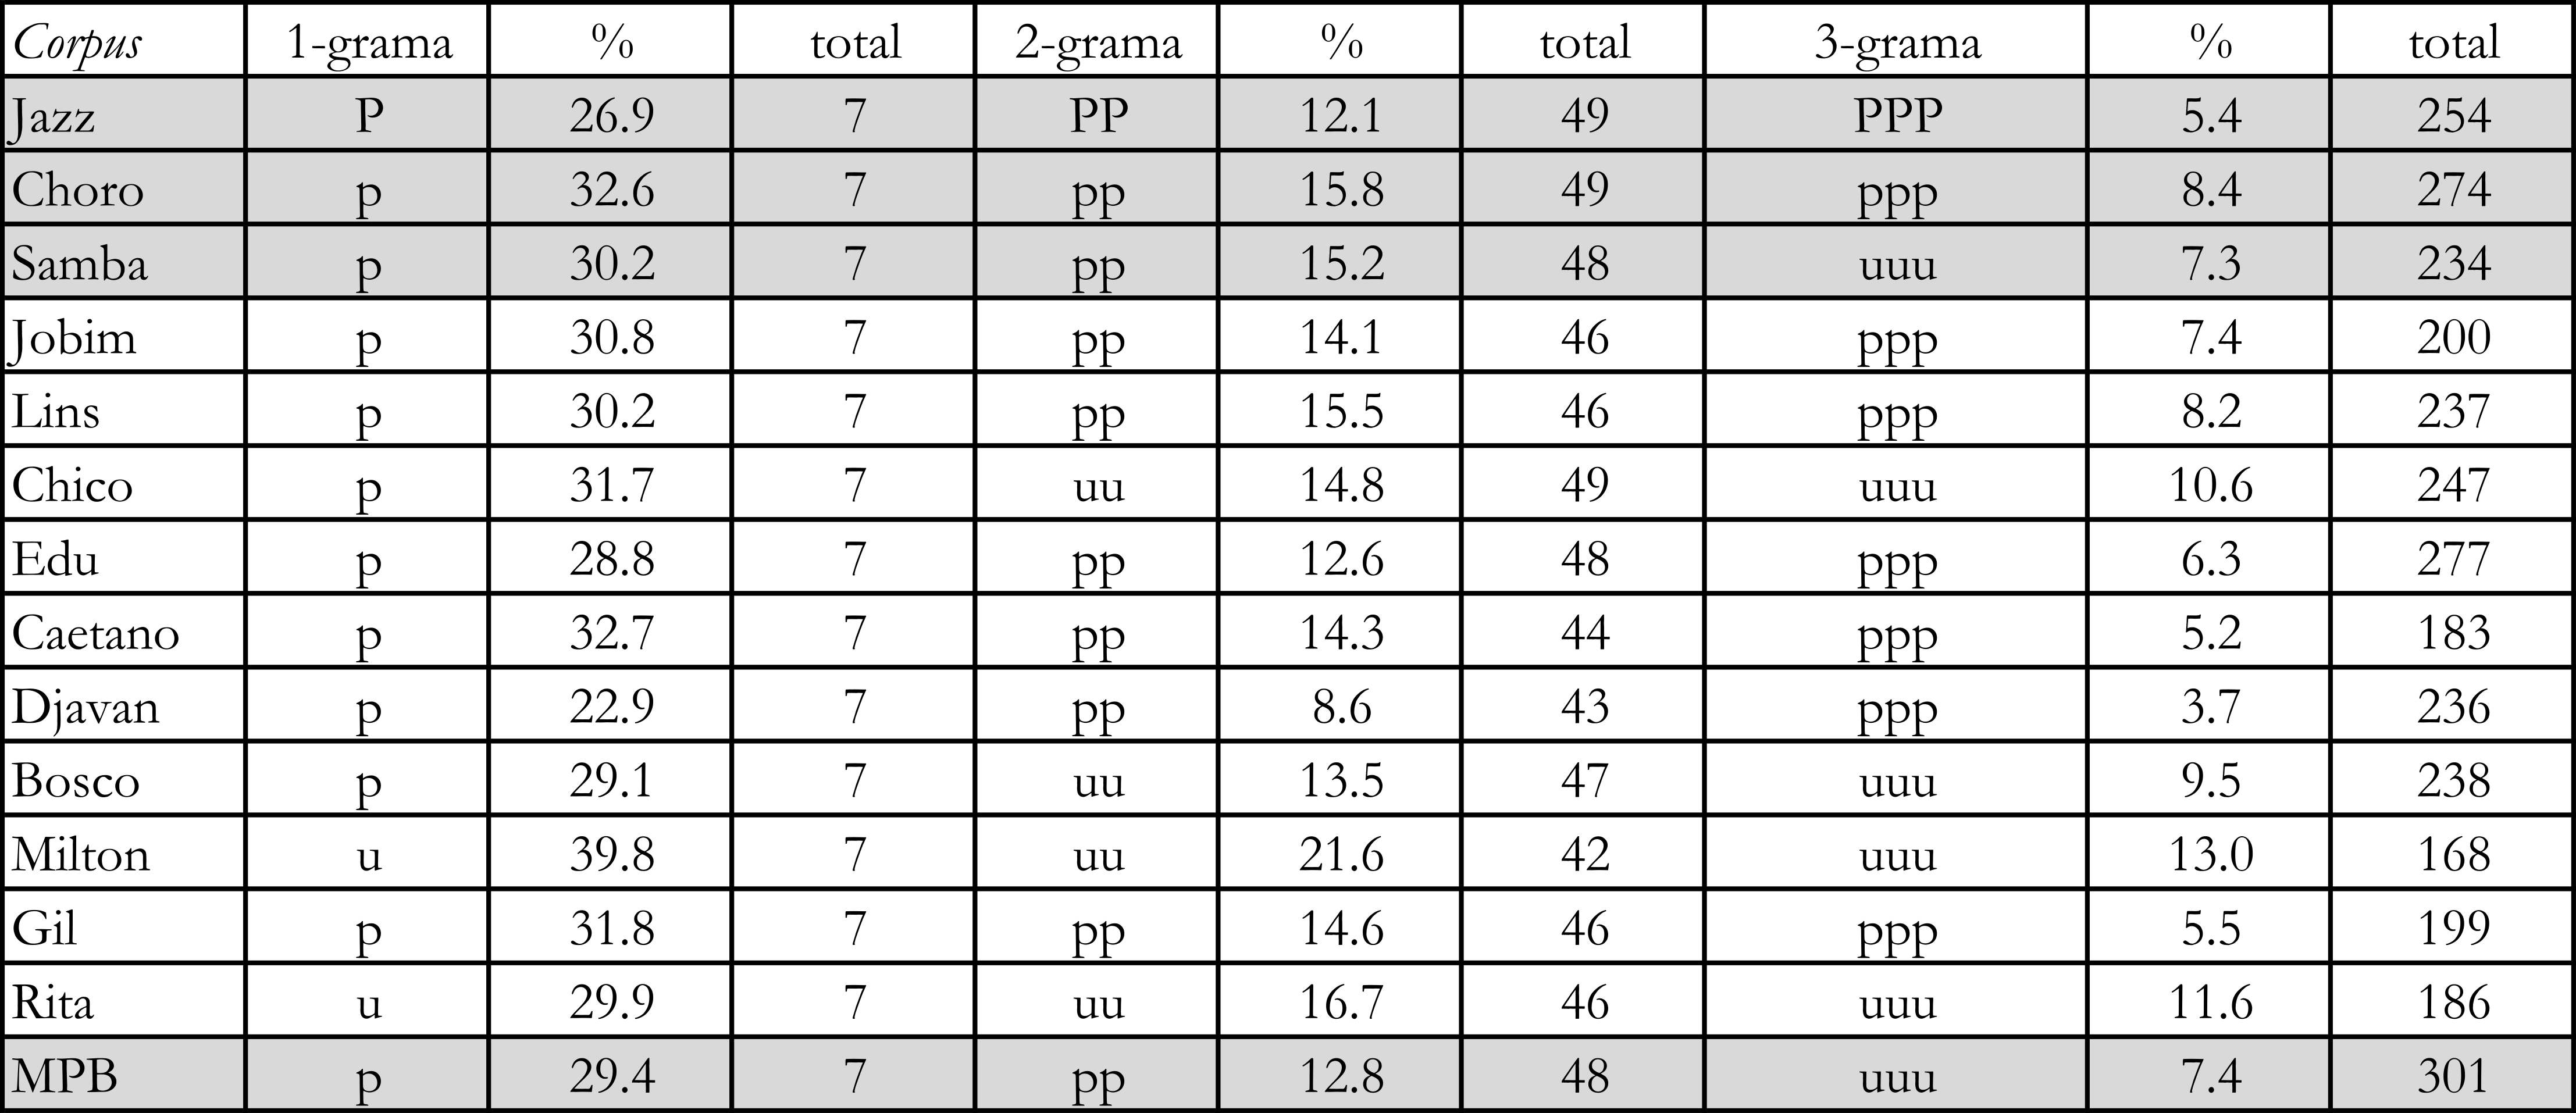 Corpus 1-grama % total 2-grama % total 3-grama % total
Jazz P 26.9 7 PP 12.1 49 PPP 5.4 254
Choro p 32.6 7 pp 15.8 49 ppp 8.4 274
Samba p 30.2 7 pp 15.2 48 uuu 7.3 234
Jobim p 30.8 7 pp 14.1 46 ppp 7.4 200
Lins p 30.2 7 pp 15.5 46 ppp 8.2 237
Chico p 31.7 7 uu 14.8 49 uuu 10.6 247
Edu p 28.8 7 pp 12.6 48 ppp 6.3 277
Caetano p 32.7 7 pp 14.3 44 ppp 5.2 183
Djavan p 22.9 7 pp 8.6 43 ppp 3.7 236
Bosco p 29.1 7 uu 13.5 47 uuu 9.5 238
Milton u 39.8 7 uu 21.6 42 uuu 13.0 168
Gil p 31.8 7 pp 14.6 46 ppp 5.5 199
Rita u 29.9 7 uu 16.7 46 uuu 11.6 186
MPB p 29.4 7 pp 12.8 48 uuu 7.4 301